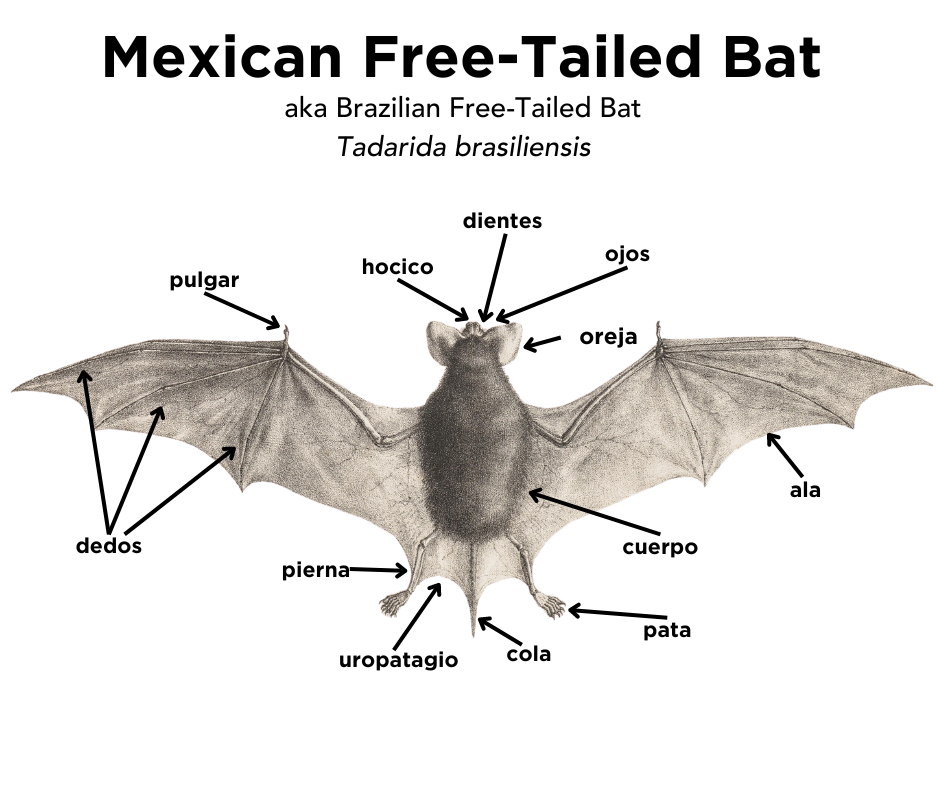 Mexican Free-Tailed Bat
aka Brazilian Free-Tailed Bat
Tadarida brasiliensis
dientes
ojos
hocico
pulgar
oreja
ala
dedos
cuerpo
pierna
pata
cola
uropatagio